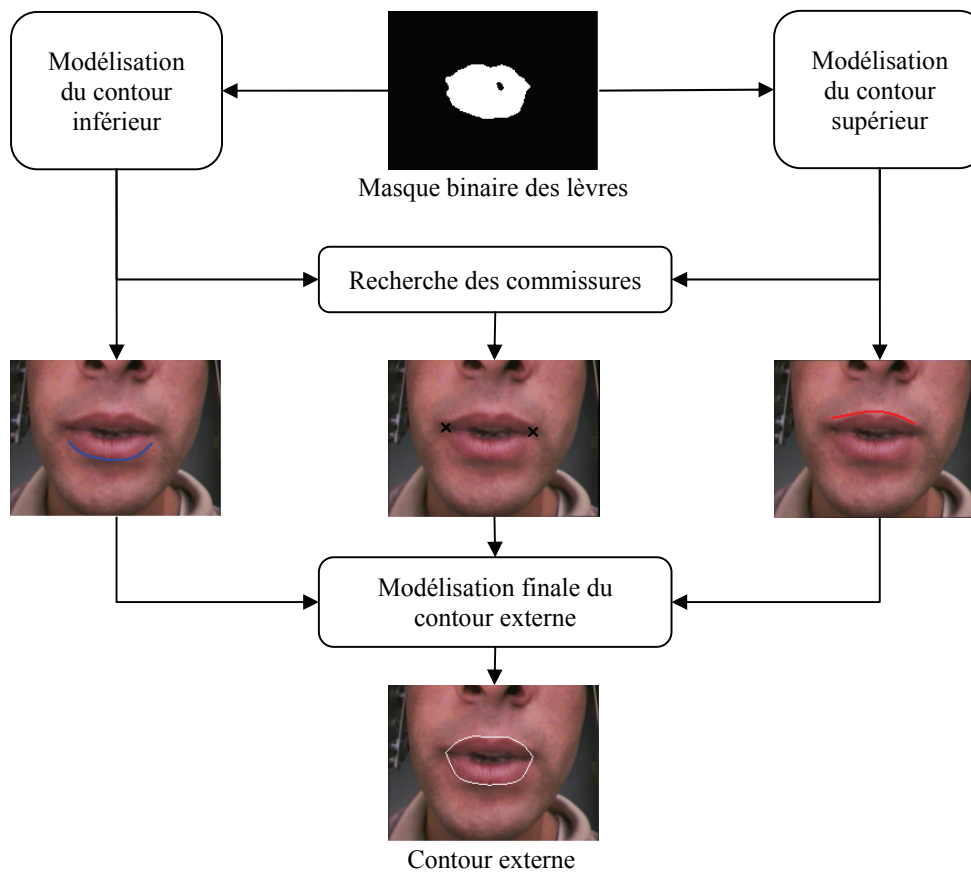 Modélisation
du contour
inférieur
Masque binaire des lèvres
Modélisation
du contour
supérieur
Recherche des commissures
Modélisation finale du
contour externe
Contour externe